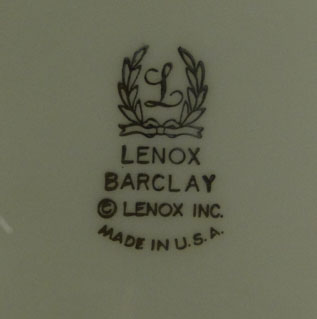 L
LENOX
BARCLAY
© LENOX INC.
MADE IN U.S.A.